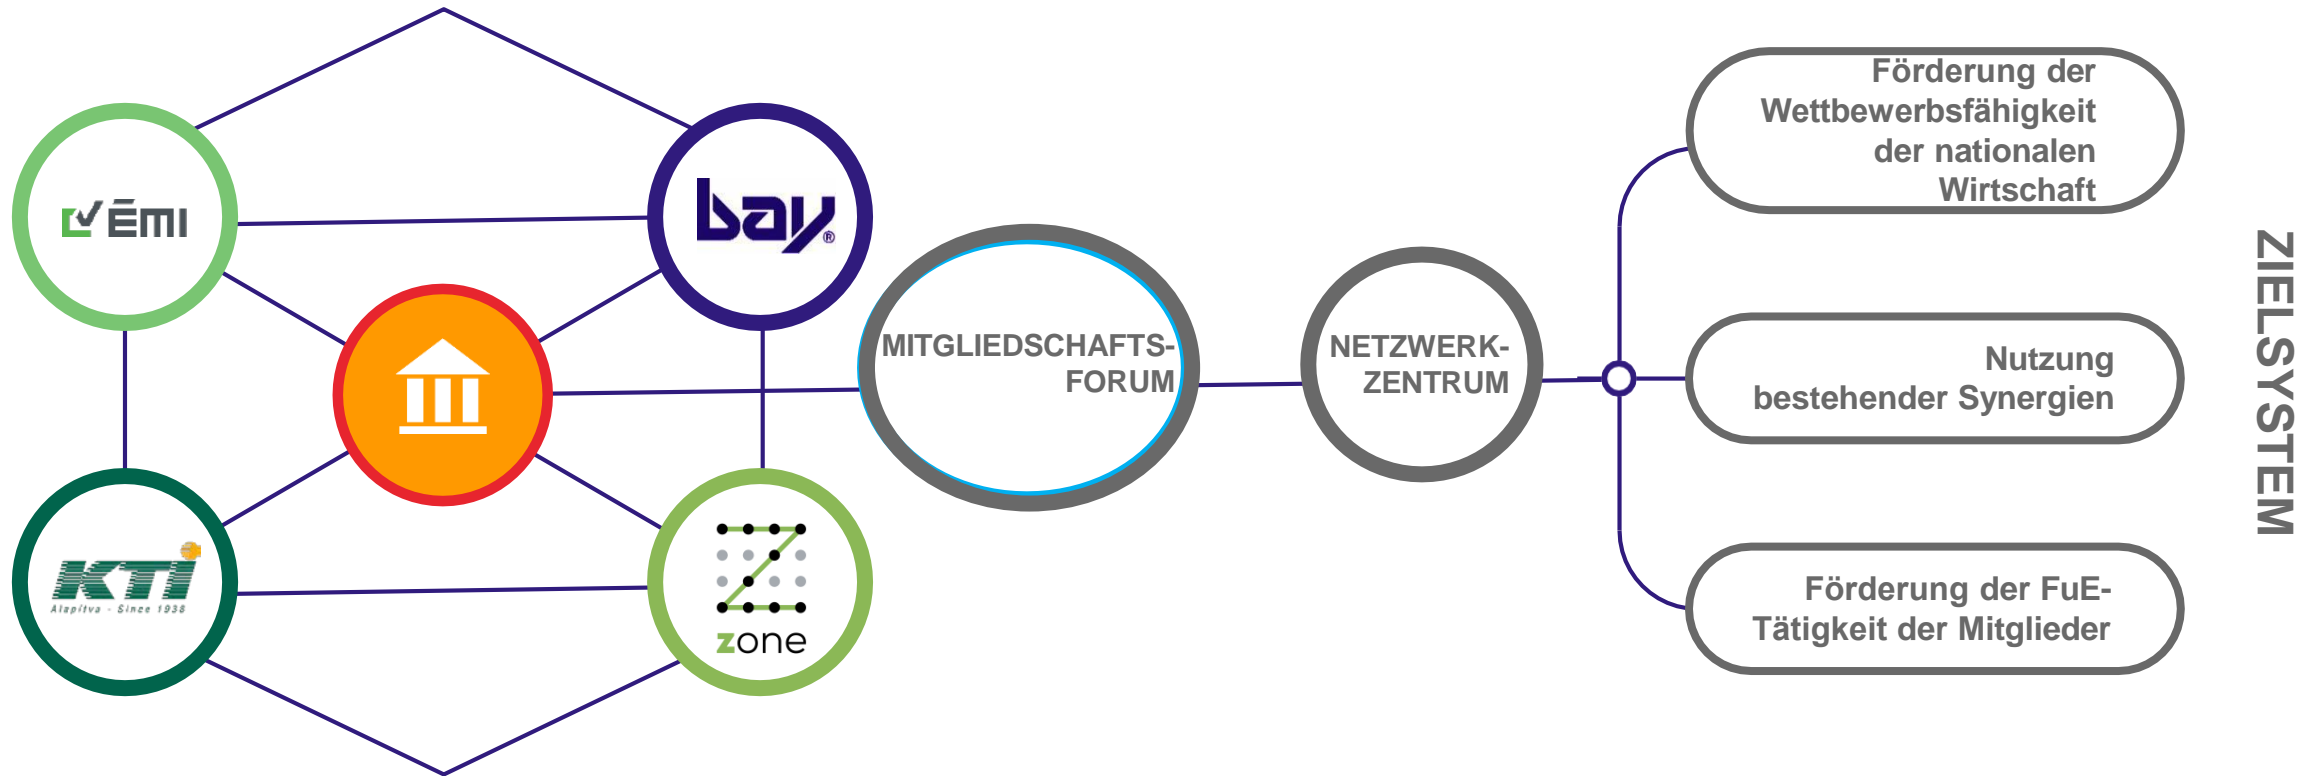 ĒMI
bay®
KTI
Alapítva - Since 1938
zone
MITGLIEDSCHAFTS-
FORUM
NETZWERK-
ZENTRUM
Förderung der
Wettbewerbsfähigkeit
der nationalen
Wirtschaft
Nutzung
bestehender Synergien
Förderung der FuE-
Tätigkeit der Mitglieder
ZIELSYSTEM